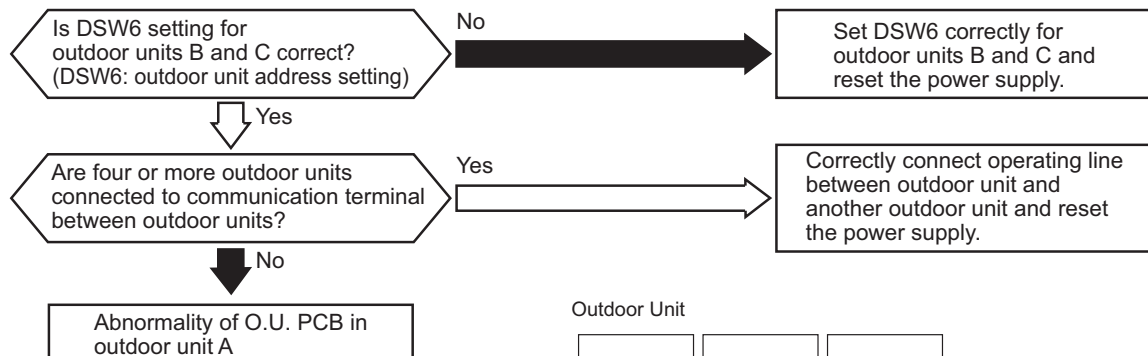 Is DSW6 setting for
outdoor units B and C correct?
(DSW6: outdoor unit address setting)
No
Set DSW6 correctly for
outdoor units B and C and
reset the power supply.
Yes
Are four or more outdoor units
connected to communication terminal
between outdoor units?
Yes
Correctly connect operating line
between outdoor unit and
another outdoor unit and reset
the power supply.
No
Abnormality of O.U. PCB in
outdoor unit A
Outdoor Unit